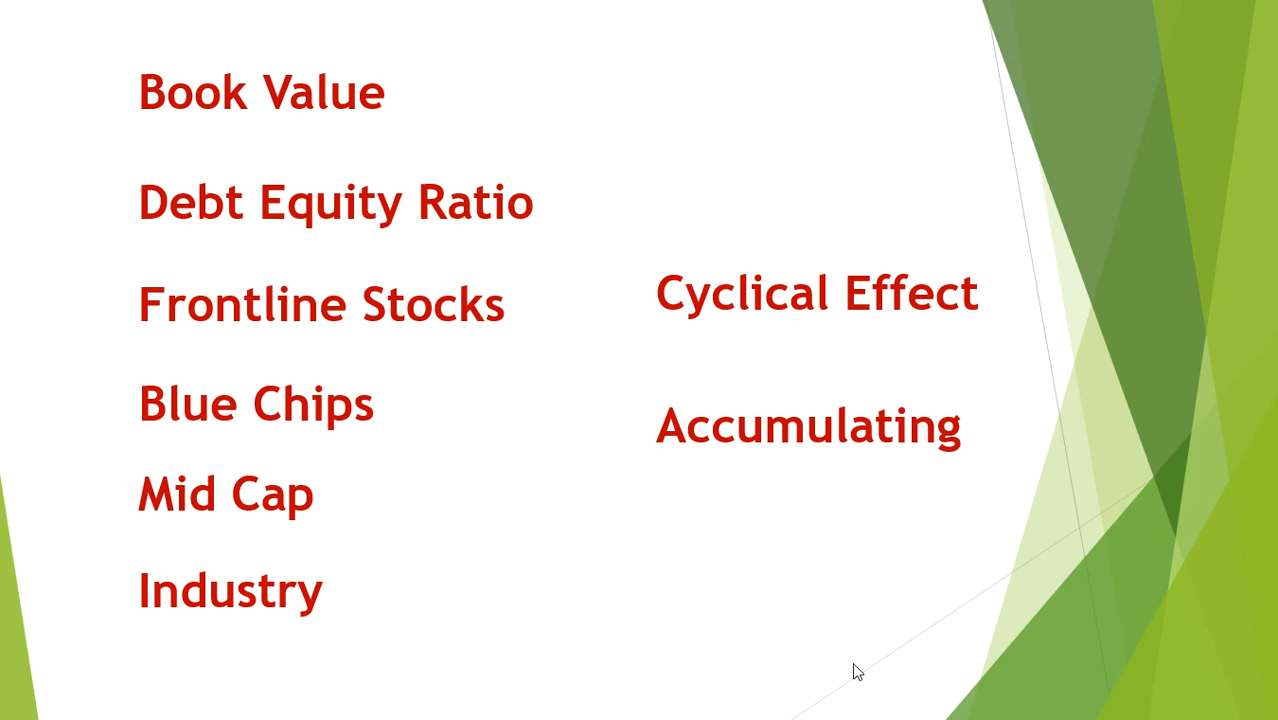 Book Value
Debt Equity Ratio
Frontline Stocks
Blue Chips
Mid Cap
Industry
Cyclical Effect
Accumulating